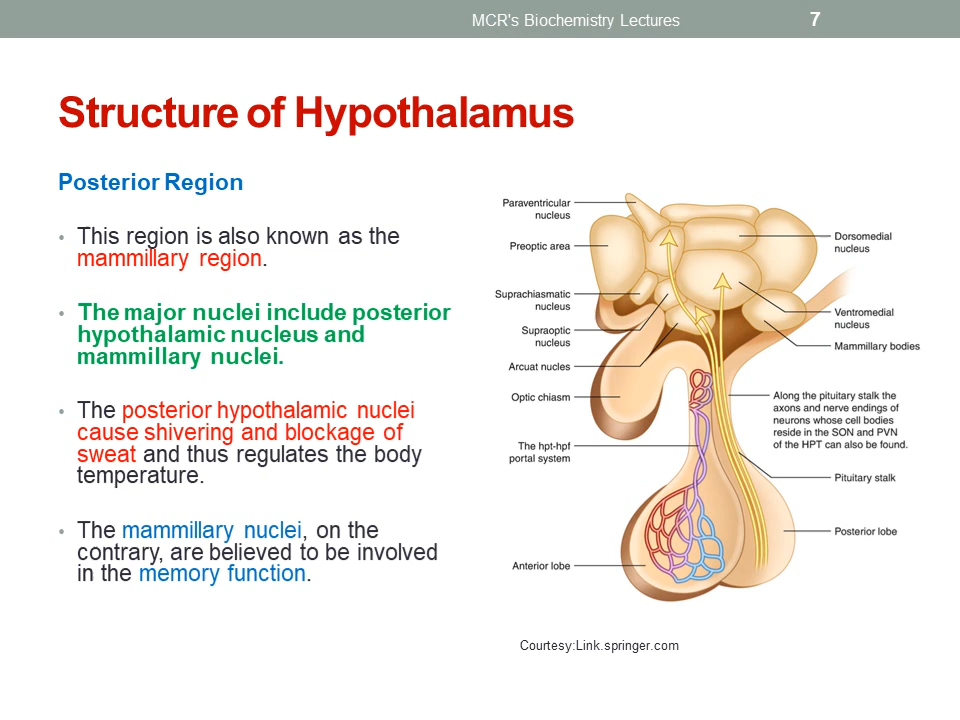 MCR's Biochemistry Lectures 7
Structure of Hypothalamus
Posterior Region
• This region is also known as the
mammillary region.
• The major nuclei include posterior
hypothalamic nucleus and
mammillary nuclei.
• The posterior hypothalamic nuclei
cause shivering and blockage of
sweat and thus regulates the body
temperature.
• The mammillary nuclei, on the
contrary, are believed to be involved
in the memory function.
Paraventricular
nucleus
Preoptic area
Suprachiasmatic
nucleus
Supraoptic
nucleus
Arcuat nucles
Optic chiasm
The hpt-hpf
portal system
Anterior lobe
Dorsomedial
nucleus
Ventromedial
nucleus
Mammillary bodies
Along the pituitary stalk the
axons and nerve endings of
neurons whose cell bodies
reside in the SON and PVN
of the HPT can also be found.
Pituitary stalk
Posterior lobe
Courtesy:Link.springer.com